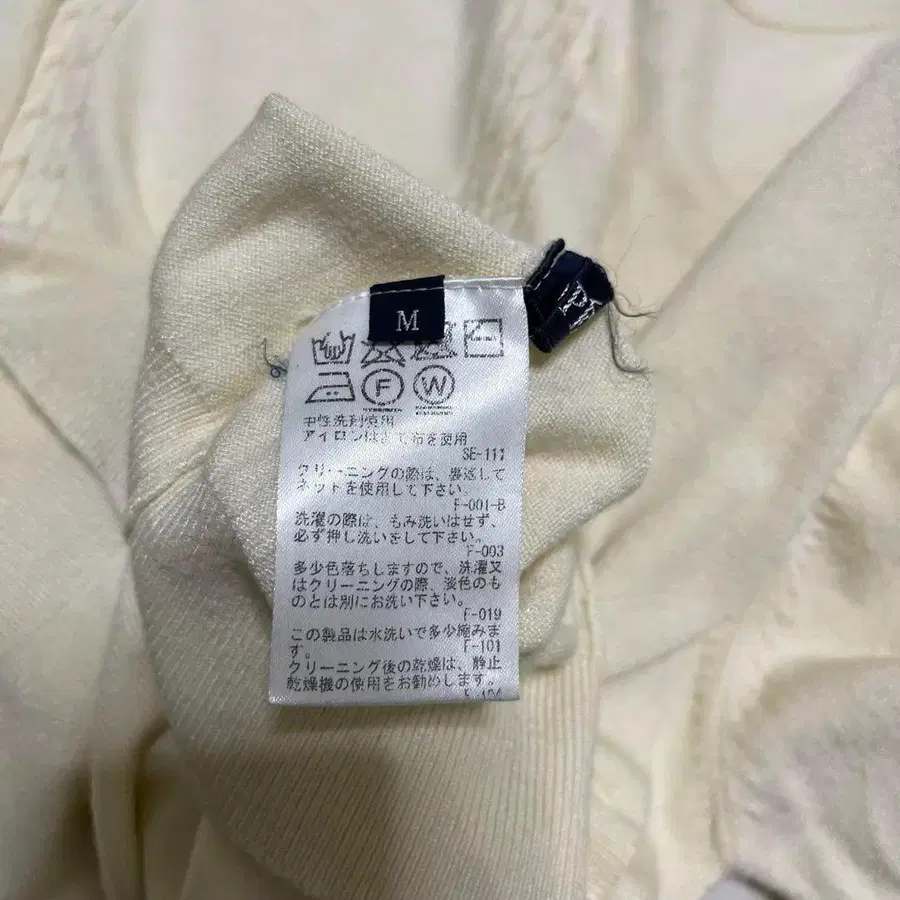 M
P
F
W
中性洗剤使用
アイロンはあて布を使用
SE-111
クリーニングの際は、裏返して
ネットを使用して下さい。
F-001-B
洗濯の際は、もみ洗いはせず、
必ず押し洗いをして下さい。
F-003
多少色落ちしますので、洗濯又
はクリーニングの際、淡色のも
のとは別にお洗い下さい。
F-019
この製品は水洗いで多少縮みま
す。
F-101
クリーニング後の乾燥は、静止
乾燥機の使用をお勧めします。
F-104